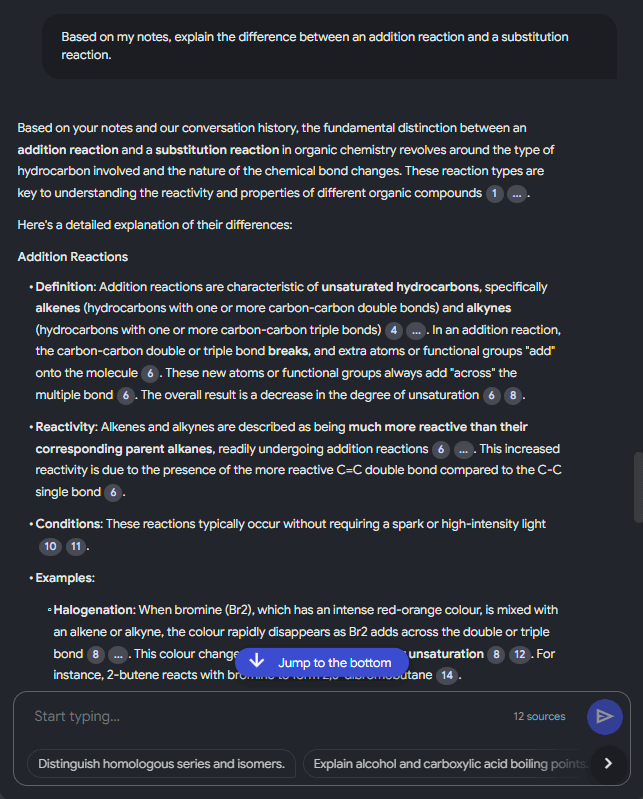 Based on my notes, explain the difference between an addition reaction and a substitution
reaction.
Based on your notes and our conversation history, the fundamental distinction between an
addition reaction and a substitution reaction in organic chemistry revolves around the type of
hydrocarbon involved and the nature of the chemical bond changes. These reaction types are
key to understanding the reactivity and properties of different organic compounds 1 ... .
Here's a detailed explanation of their differences:
Addition Reactions
• Definition: Addition reactions are characteristic of unsaturated hydrocarbons, specifically
alkenes (hydrocarbons with one or more carbon-carbon double bonds) and alkynes
(hydrocarbons with one or more carbon-carbon triple bonds) 4 ... . In an addition reaction,
the carbon-carbon double or triple bond breaks, and extra atoms or functional groups "add"
onto the molecule 6 . These new atoms or functional groups always add "across" the
multiple bond 6 . The overall result is a decrease in the degree of unsaturation 6 8 .
• Reactivity: Alkenes and alkynes are described as being much more reactive than their
corresponding parent alkanes, readily undergoing addition reactions 6 ... . This increased
reactivity is due to the presence of the more reactive C=C double bond compared to the C-C
single bond 6 .
• Conditions: These reactions typically occur without requiring a spark or high-intensity light
10 11 .
• Examples:
◦ Halogenation: When bromine (Br2), which has an intense red-orange colour, is mixed with
an alkene or alkyne, the colour rapidly disappears as Br2 adds across the double or triple
bond 8 ... . This colour change unsaturation 8 12 . For
instance, 2-butene reacts with 14 .
Jump to the bottom
Start typing...
12 sources
Distinguish homologous series and isomers.
Explain alcohol and carboxylic acid boiling points.